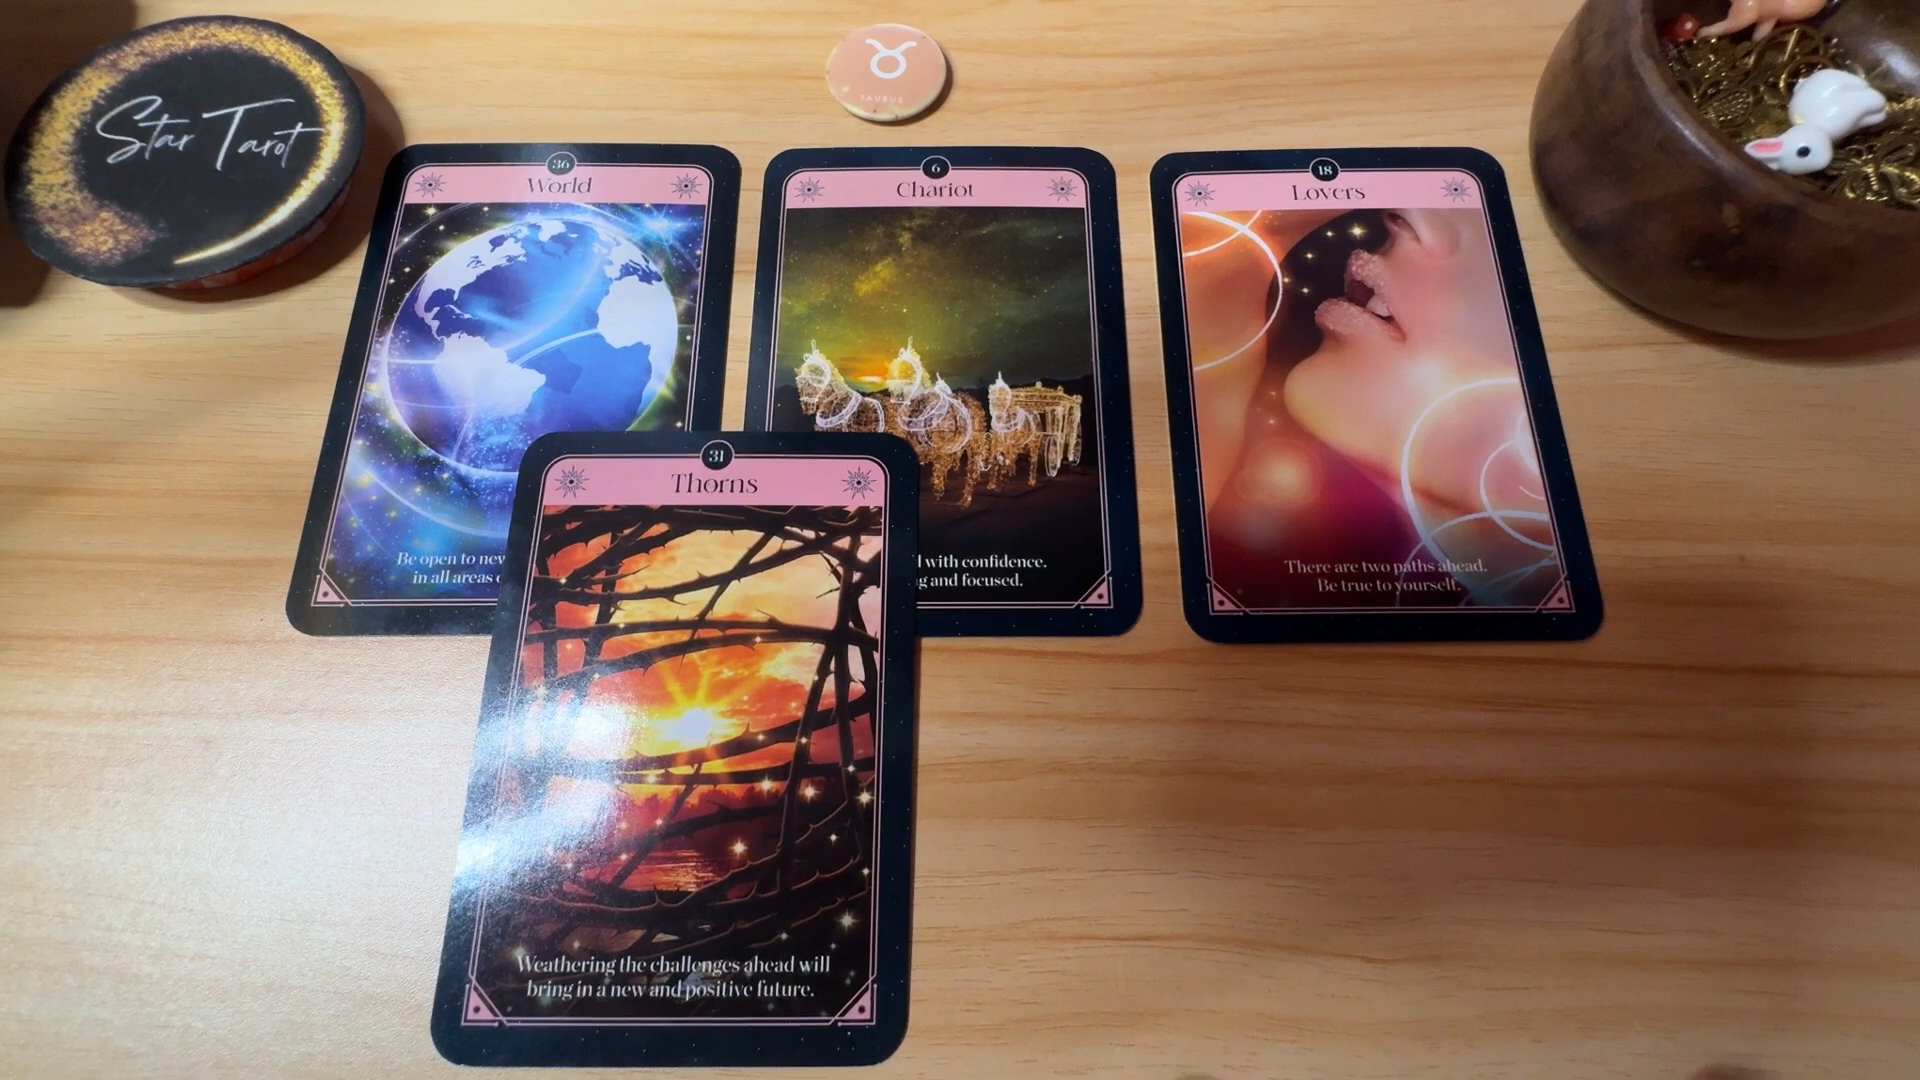 Star Tarot
TAURUS
36
World
Be open to new
in all areas
6
Chariot
with confidence.
and focused.
18
Lovers
There are two paths ahead.
Be true to yourself.
31
Thorns
Weathering the challenges ahead will
bring in a new and positive future.